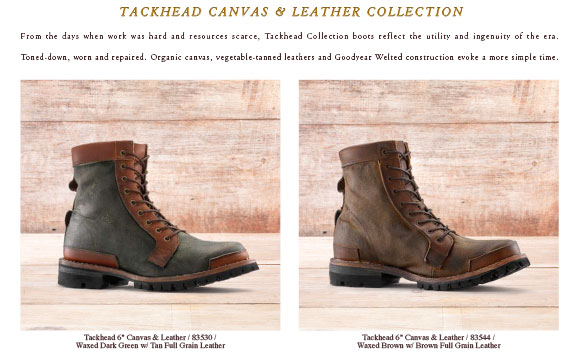 TACKHEAD CANVAS & LEATHER COLLECTION
From the days when work was hard and resources scarce, Tackhead Collection boots reflect the utility and ingenuity of the era.
Toned-down, worn and repaired. Organic canvas, vegetable-tanned leathers and Goodyear Welted construction evoke a more simple time.
Tackhead 6" Canvas & Leather / 83530 /
Waxed Dark Green w/ Tan Full Grain Leather
Tackhead 6" Canvas & Leather / 83544 /
Waxed Brown w/ Brown Full Grain Leather